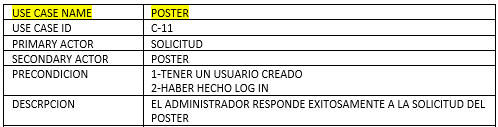 USE CASE NAME POSTER
USE CASE ID C-11
PRIMARY ACTOR SOLICITUD
SECONDARY ACTOR POSTER
PRECONDICION 1-TENER UN USUARIO CREADO
2-HABER HECHO LOG IN
DESCRPCION EL ADMINISTRADOR RESPONDE EXITOSAMENTE A LA SOLICITUD DEL
POSTER